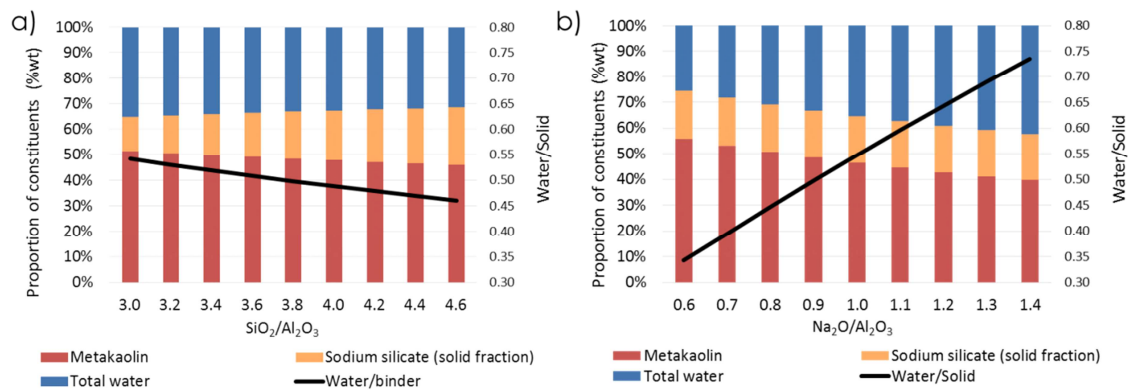 a)
Proportion of constituents (%wt)
100%
90%
80%
70%
60%
50%
40%
30%
20%
10%
0%
0.80
0.75
0.70
0.65
0.60
0.55
0.50
0.45
0.40
0.35
0.30
Water/Solid
3.0 3.2 3.4 3.6 3.8 4.0 4.2 4.4 4.6
SiO₂/Al₂O₃
Metakaolin
Sodium silicate (solid fraction)
Total water
Water/binder
b)
Proportion of constituents (%wt)
100%
90%
80%
70%
60%
50%
40%
30%
20%
10%
0%
0.80
0.75
0.70
0.65
0.60
0.55
0.50
0.45
0.40
0.35
0.30
Water/Solid
0.6 0.7 0.8 0.9 1.0 1.1 1.2 1.3 1.4
Na₂O/Al₂O₃
Metakaolin
Sodium silicate (solid fraction)
Total water
Water/Solid